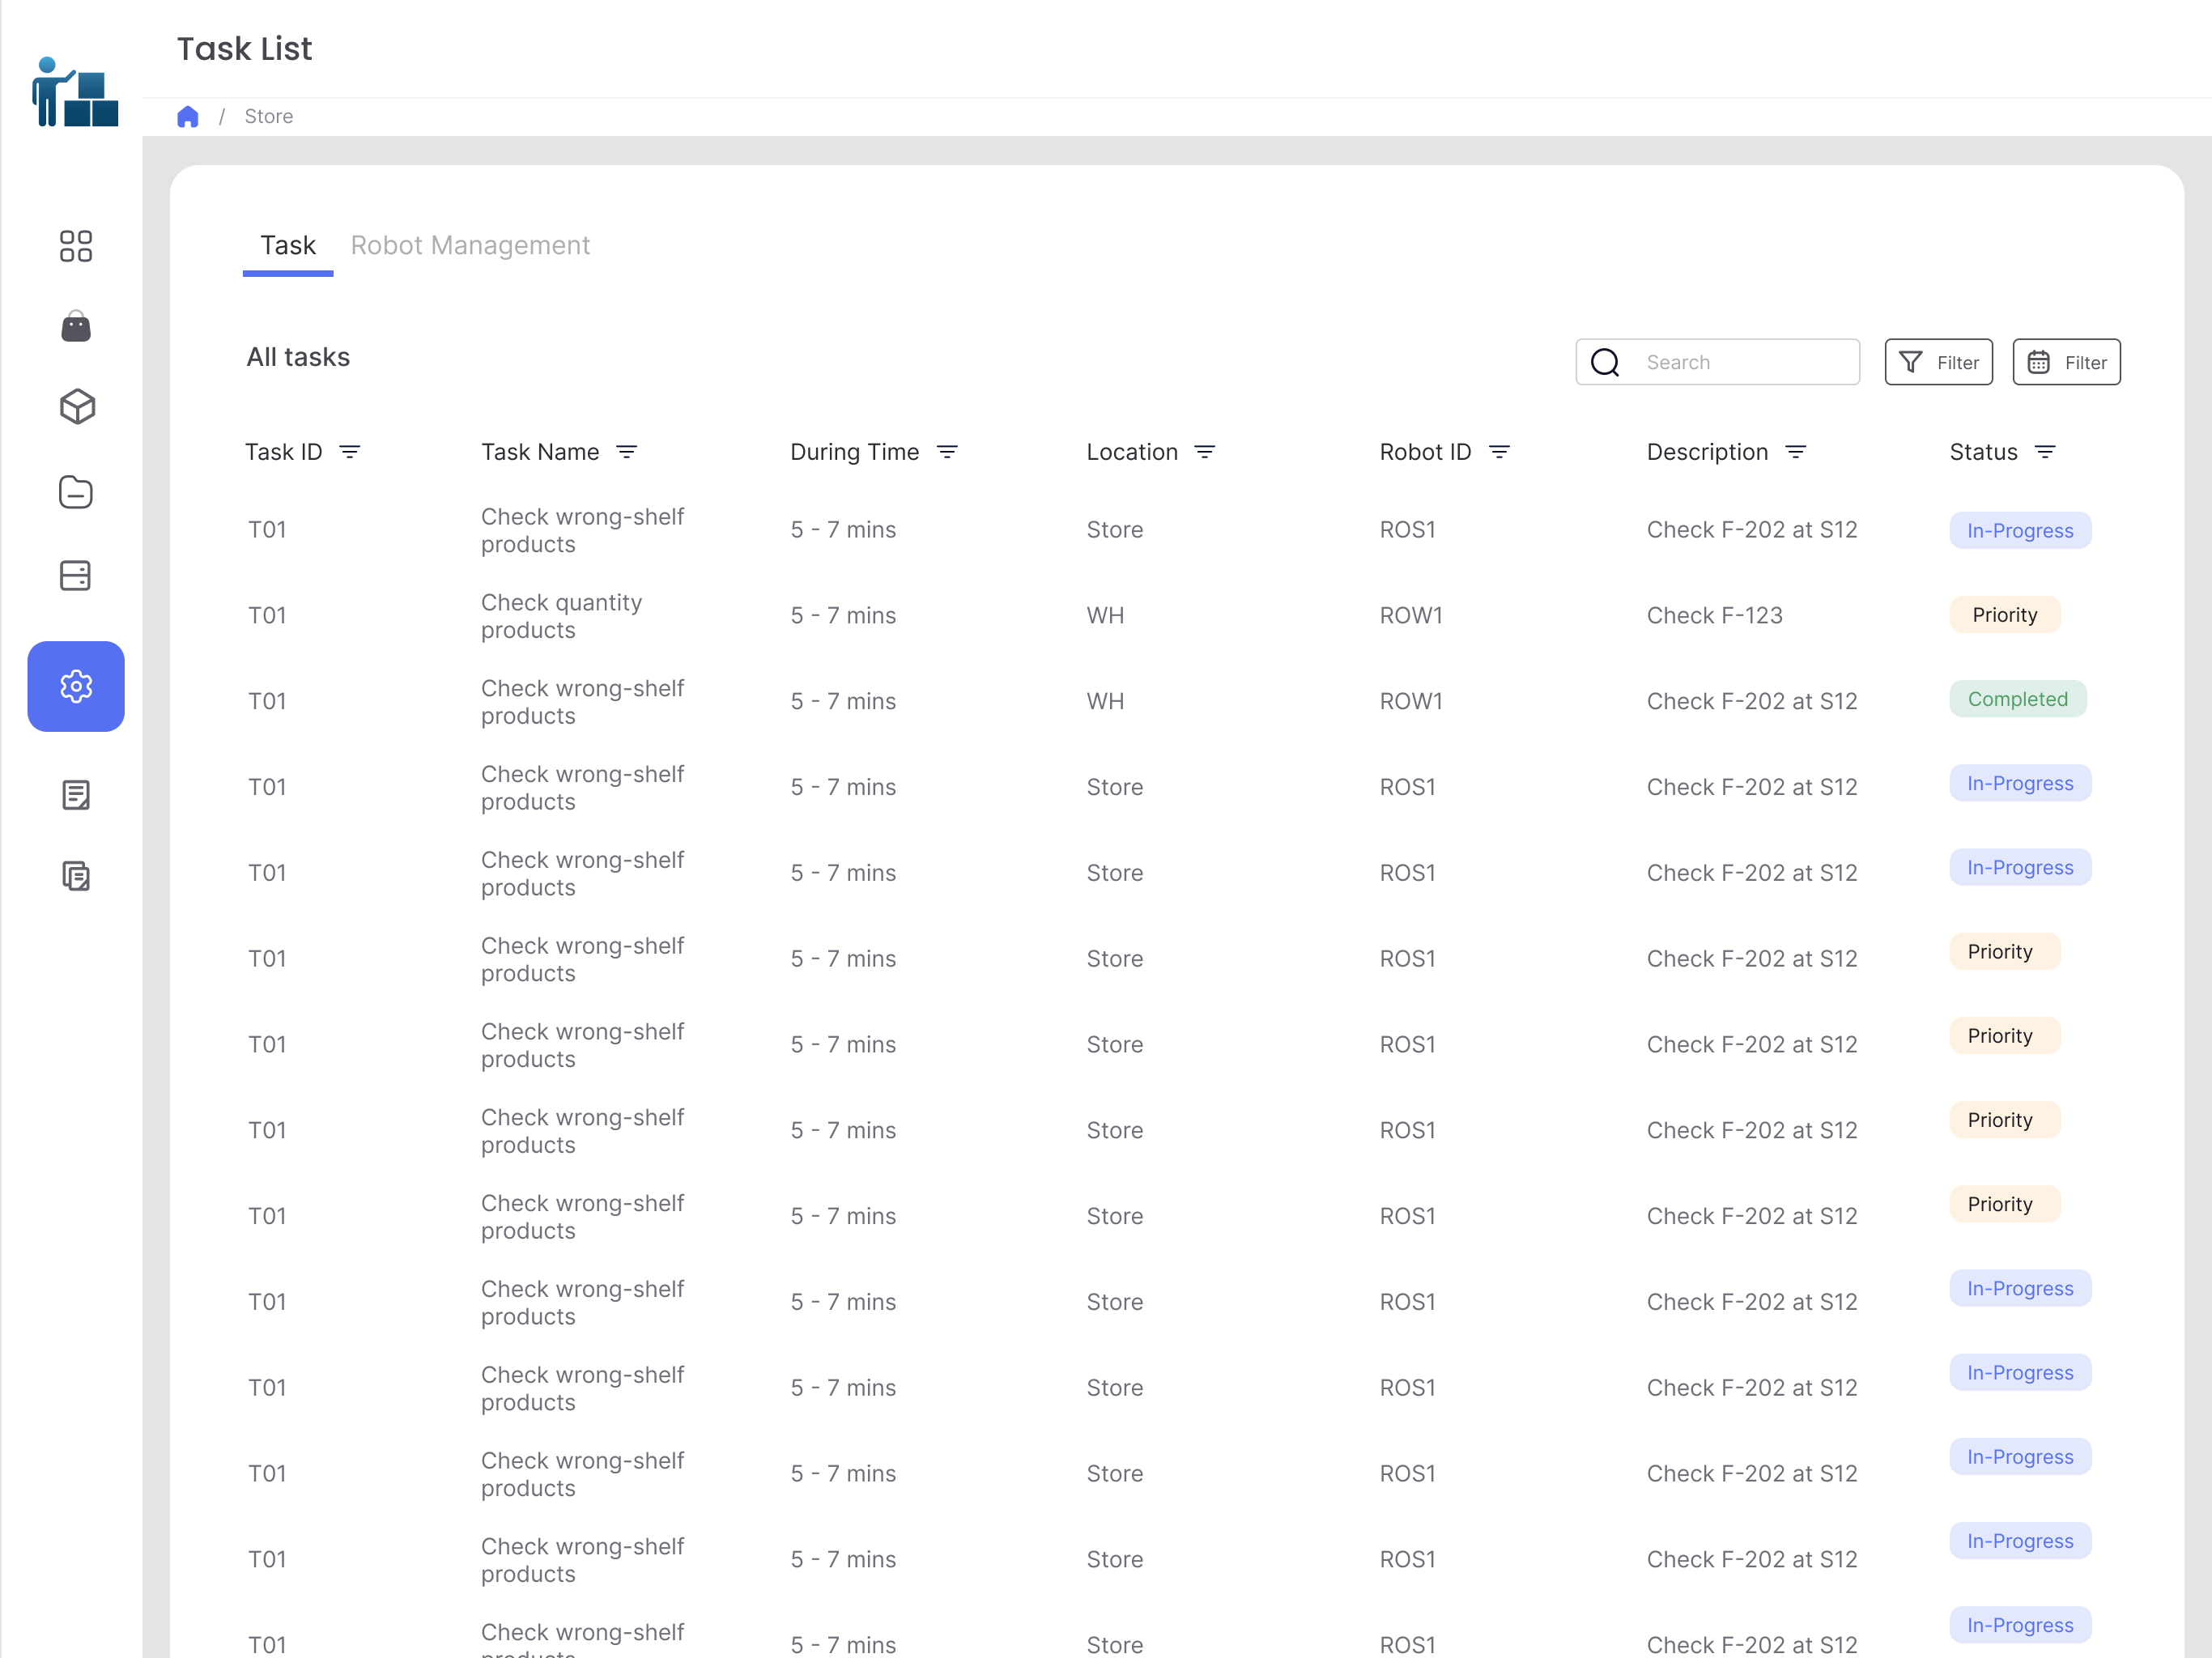 Task List
/ Store
Task Robot Management
All tasks
Search Filter Filter
Task ID Task Name During Time Location Robot ID Description Status
T01 Check wrong-shelf products 5 - 7 mins Store ROS1 Check F-202 at S12 In-Progress
T01 Check quantity products 5 - 7 mins WH ROW1 Check F-123 Priority
T01 Check wrong-shelf products 5 - 7 mins WH ROW1 Check F-202 at S12 Completed
T01 Check wrong-shelf products 5 - 7 mins Store ROS1 Check F-202 at S12 In-Progress
T01 Check wrong-shelf products 5 - 7 mins Store ROS1 Check F-202 at S12 In-Progress
T01 Check wrong-shelf products 5 - 7 mins Store ROS1 Check F-202 at S12 Priority
T01 Check wrong-shelf products 5 - 7 mins Store ROS1 Check F-202 at S12 Priority
T01 Check wrong-shelf products 5 - 7 mins Store ROS1 Check F-202 at S12 Priority
T01 Check wrong-shelf products 5 - 7 mins Store ROS1 Check F-202 at S12 Priority
T01 Check wrong-shelf products 5 - 7 mins Store ROS1 Check F-202 at S12 In-Progress
T01 Check wrong-shelf products 5 - 7 mins Store ROS1 Check F-202 at S12 In-Progress
T01 Check wrong-shelf products 5 - 7 mins Store ROS1 Check F-202 at S12 In-Progress
T01 Check wrong-shelf products 5 - 7 mins Store ROS1 Check F-202 at S12 In-Progress
T01 Check wrong-shelf 5 - 7 mins Store ROS1 Check F-202 at S12 In-Progress